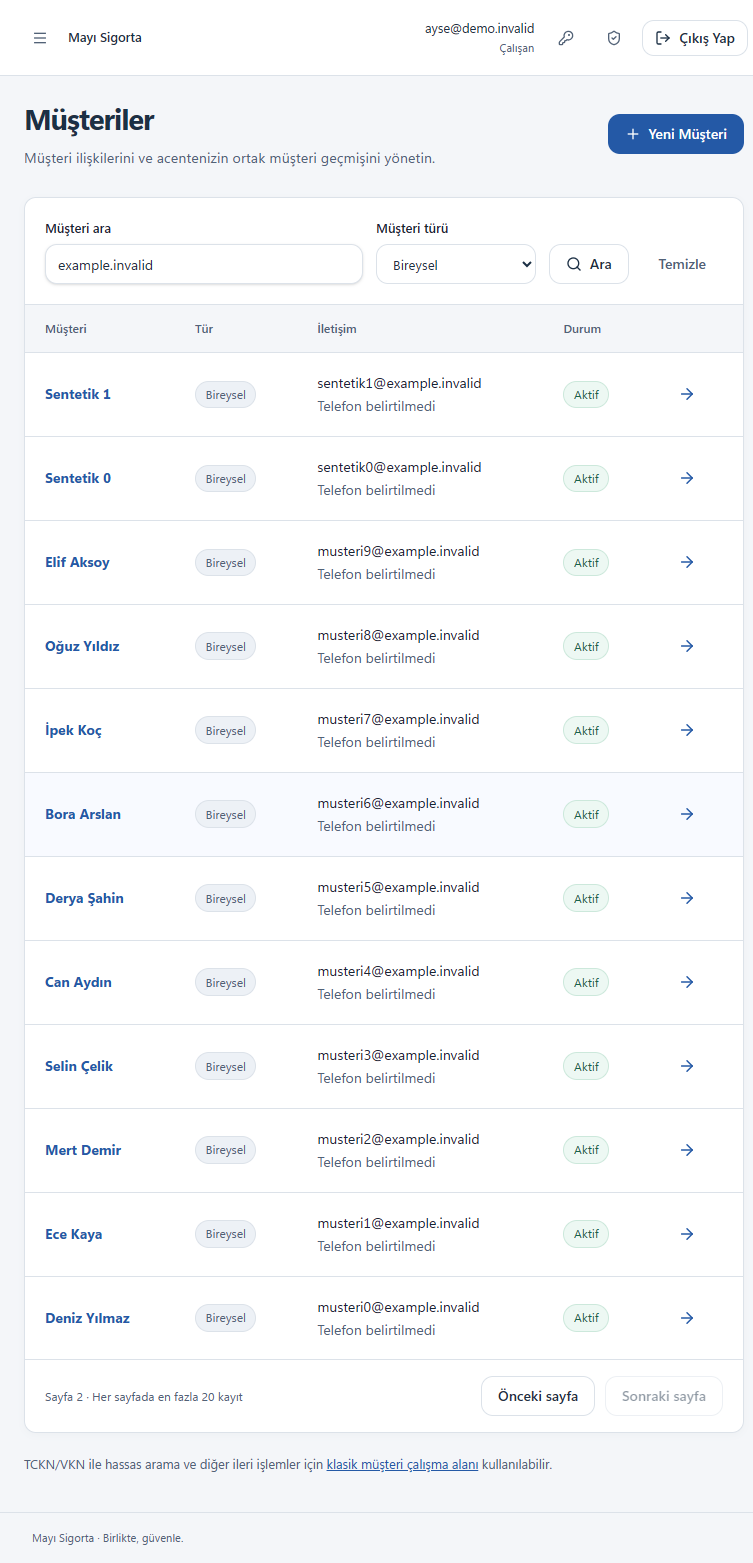 Mayı Sigorta
ayse@demo.invalid
Çalışan
Çıkış Yap
Müşteriler
Müşteri ilişkilerini ve acentenizin ortak müşteri geçmişini yönetin.
Yeni Müşteri
Müşteri ara
Müşteri türü
example.invalid
Bireysel
Ara
Temizle
Müşteri Tür İletişim Durum
Sentetik 1 Bireysel sentetik1@example.invalid Aktif
Telefon belirtilmedi
Sentetik 0 Bireysel sentetik0@example.invalid Aktif
Telefon belirtilmedi
Elif Aksoy Bireysel musteri9@example.invalid Aktif
Telefon belirtilmedi
Oğuz Yıldız Bireysel musteri8@example.invalid Aktif
Telefon belirtilmedi
İpek Koç Bireysel musteri7@example.invalid Aktif
Telefon belirtilmedi
Bora Arslan Bireysel musteri6@example.invalid Aktif
Telefon belirtilmedi
Derya Şahin Bireysel musteri5@example.invalid Aktif
Telefon belirtilmedi
Can Aydın Bireysel musteri4@example.invalid Aktif
Telefon belirtilmedi
Selin Çelik Bireysel musteri3@example.invalid Aktif
Telefon belirtilmedi
Mert Demir Bireysel musteri2@example.invalid Aktif
Telefon belirtilmedi
Ece Kaya Bireysel musteri1@example.invalid Aktif
Telefon belirtilmedi
Deniz Yılmaz Bireysel musteri0@example.invalid Aktif
Telefon belirtilmedi
Sayfa 2 · Her sayfada en fazla 20 kayıt
Önceki sayfa
Sonraki sayfa
TCKN/VKN ile hassas arama ve diğer ileri işlemler için klasik müşteri çalışma alanı kullanılabilir.
Mayı Sigorta · Birlikte, güvenle.